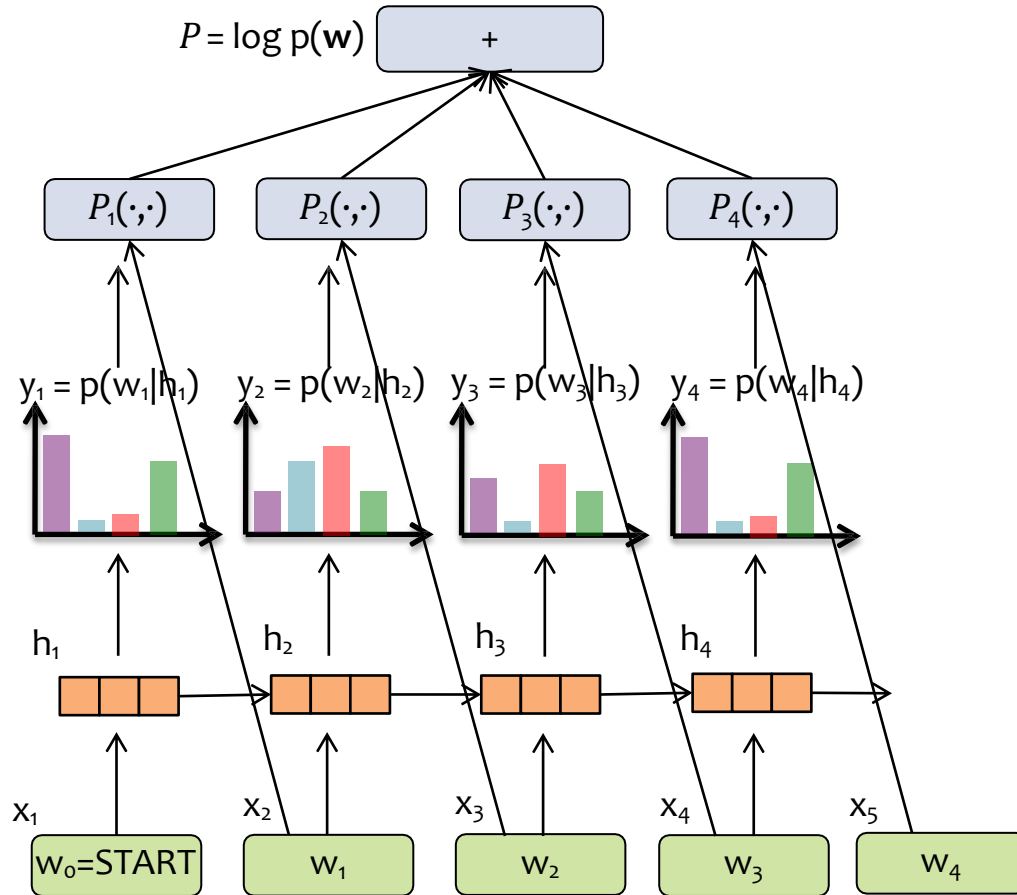 P = log p(w) +
P₁(·,·) P₂(·,·) P₃(·,·) P₄(·,·)
y₁ = p(w₁|h₁) y₂ = p(w₂|h₂) y₃ = p(w₃|h₃) y₄ = p(w₄|h₄)
h₁ h₂ h₃ h₄
x₁ x₂ x₃ x₄ x₅
w₀=START w₁ w₂ w₃ w₄